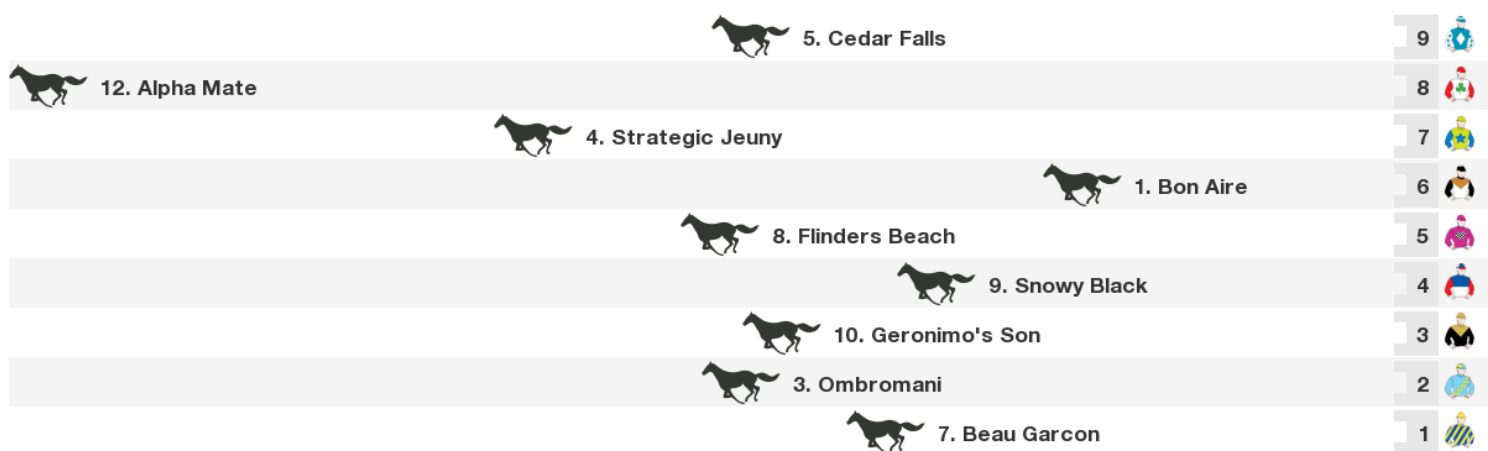 5. Cedar Falls 9
12. Alpha Mate 8
4. Strategic Jeuny 7
1. Bon Aire 6
8. Flinders Beach 5
9. Snowy Black 4
10. Geronimo's Son 3
3. Ombromani 2
7. Beau Garcon 1